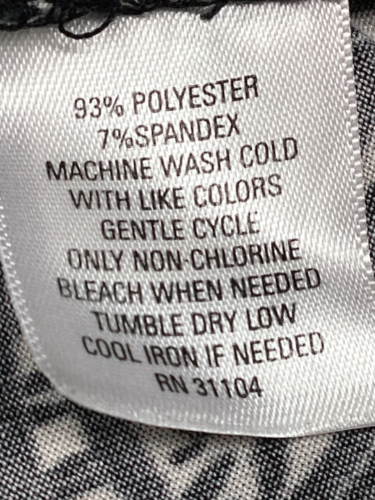 93% POLYESTER
7%SPANDEX
MACHINE WASH COLD
WITH LIKE COLORS
GENTLE CYCLE
ONLY NON-CHLORINE
BLEACH WHEN NEEDED
TUMBLE DRY LOW
COOL IRON IF NEEDED
RN 31104